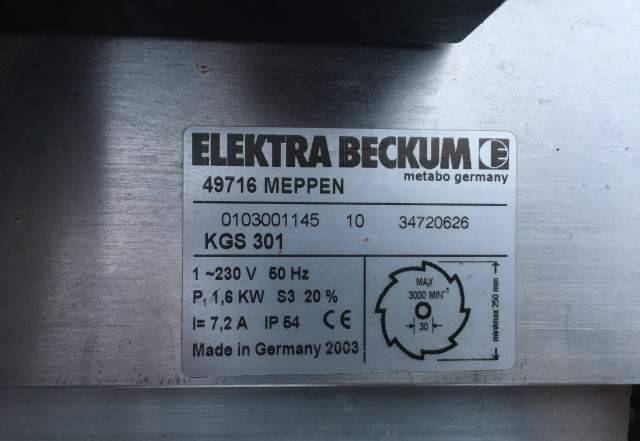 ELEKTRA BECKUM E
metabo germany
49716 MEPPEN
0103001145 10 34720626
KGS 301
1 ~230 V 50 Hz
P₁ 1,6 KW S3 20 %
I= 7,2 A IP 54 CE
Made in Germany 2003
MAX
3000 MIN⁻¹
30
min/max 250 mm